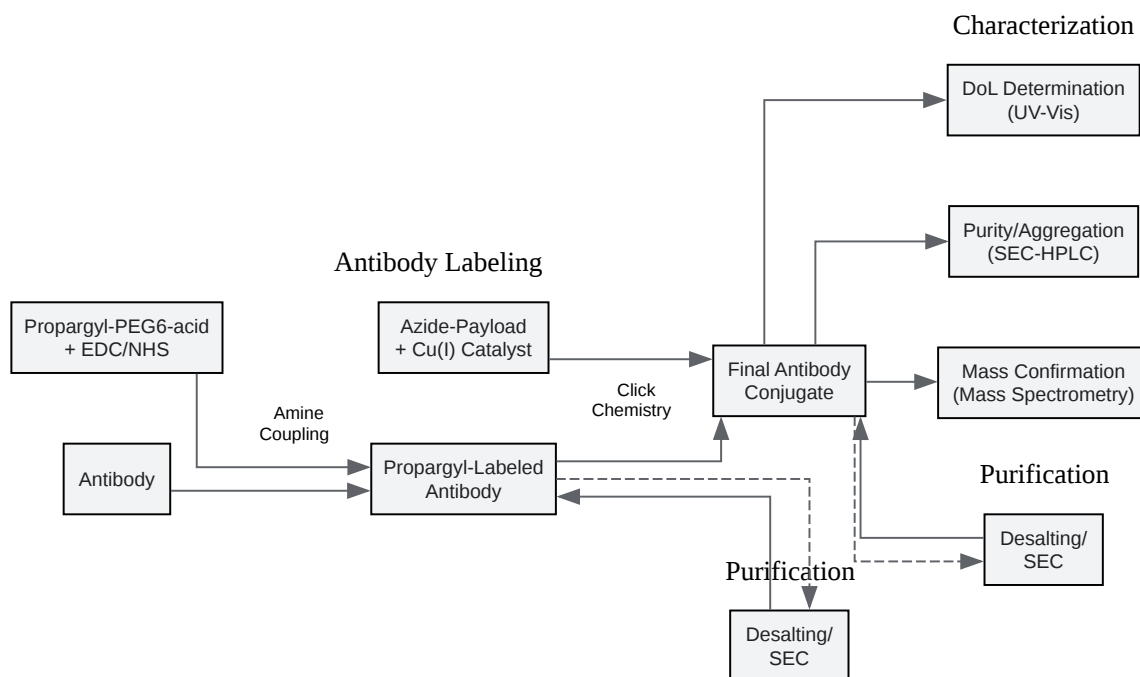 Characterization
DoL Determination
(UV-Vis)
Purity/Aggregation
(SEC-HPLC)
Antibody Labeling
Propargyl-PEG6-acid
+ EDC/NHS
Azide-Payload
+ Cu(I) Catalyst
Final Antibody
Conjugate
Mass Confirmation
(Mass Spectrometry)
Click
Chemistry
Amine
Coupling
Antibody
Propargyl-Labeled
Antibody
Purification
Desalting/
SEC
Purification
Desalting/
SEC